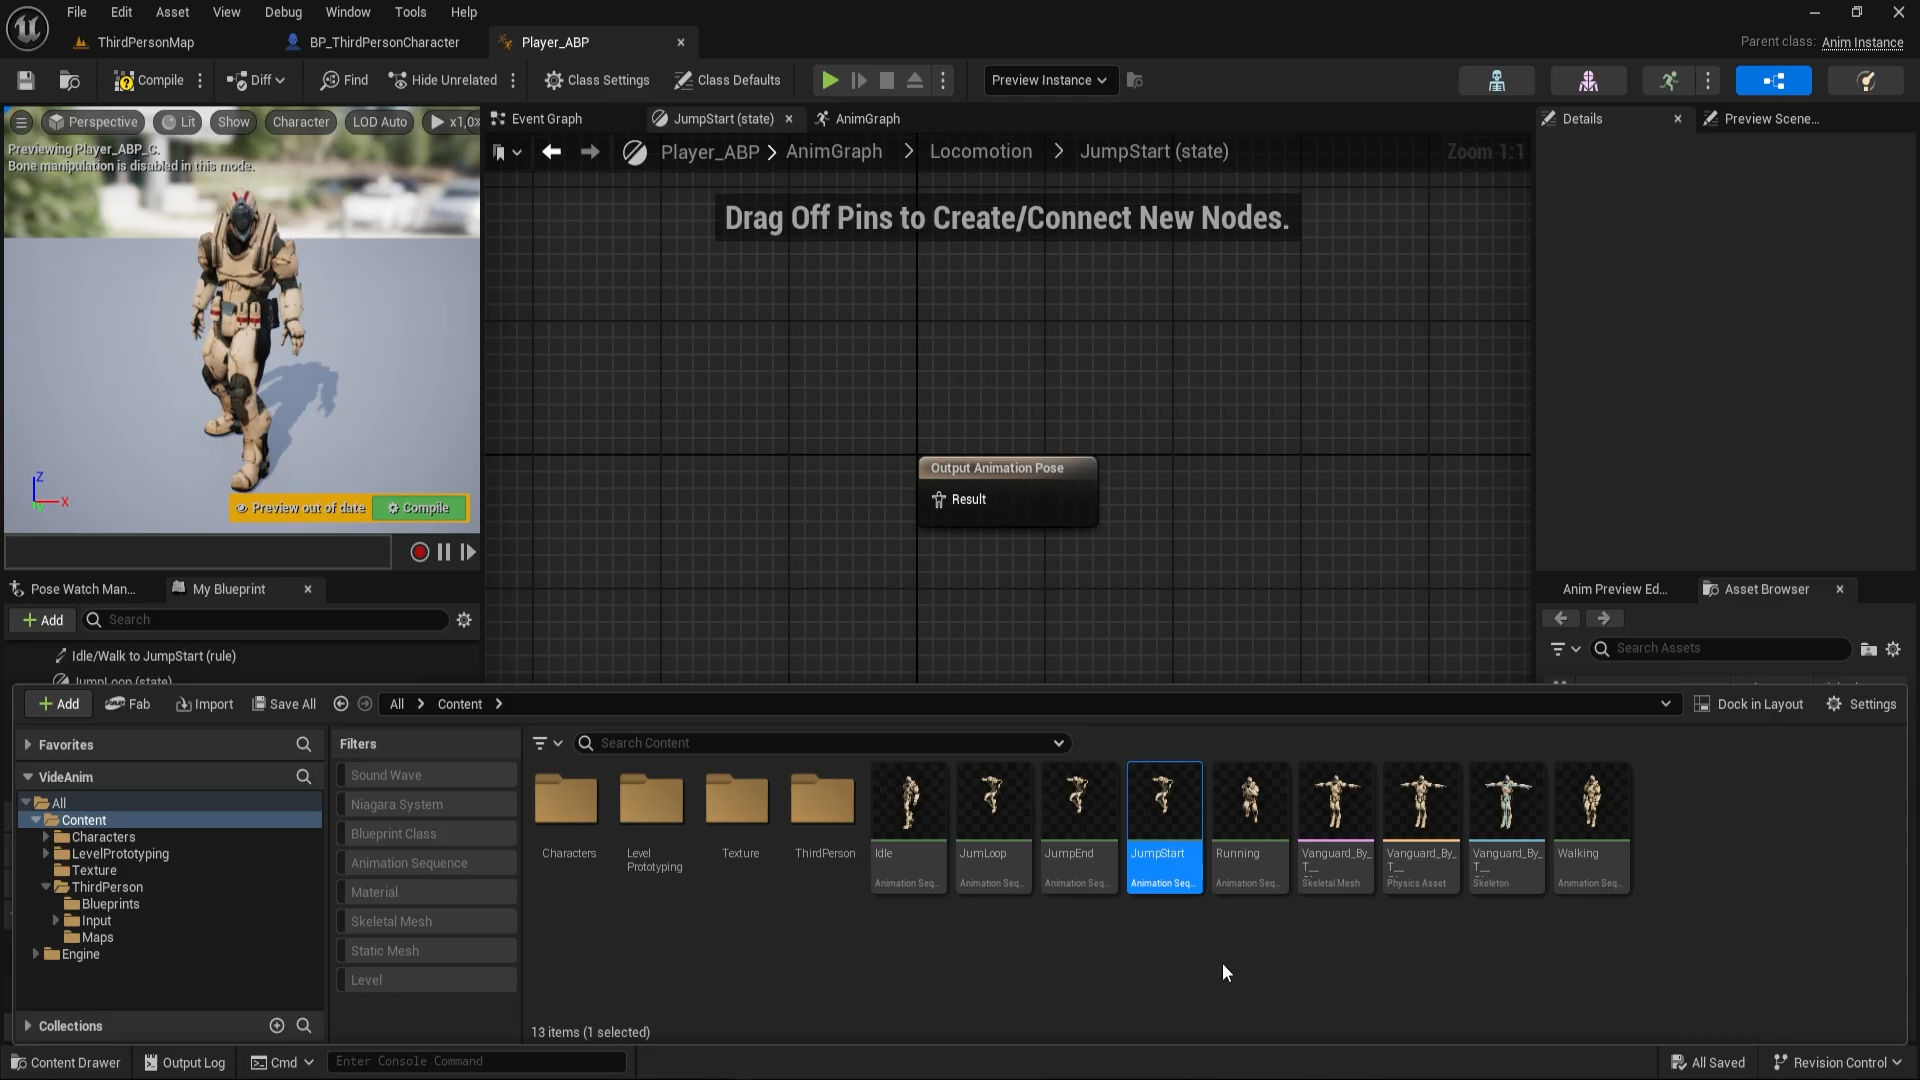 File Edit Asset View Debug Window Tools Help
ThirdPersonMap BP_ThirdPersonCharacter Player_ABP Parent class: Anim Instance
Compile Diff Find Hide Unrelated Class Settings Class Defaults Preview Instance
Perspective Lit Show Character LOD Auto x1,0
Previewing Player_ABP_C.
Bone manipulation is disabled in this mode.
Z
X
Y
Preview out of date Compile
Event Graph JumpStart (state) AnimGraph
Player_ABP AnimGraph Locomotion JumpStart (state) Zoom 1:1
Drag Off Pins to Create/Connect New Nodes.
Output Animation Pose
Result
Details Preview Scene...
Pose Watch Man... My Blueprint
Add Search
Idle/Walk to JumpStart (rule)
JumpLoop (state)
Anim Preview Ed... Asset Browser
Search Assets
Add Fab Import Save All All Content Dock in Layout Settings
Favorites
VideAnim
All
Content
Characters
LevelPrototyping
Texture
ThirdPerson
Blueprints
Input
Maps
Engine
Collections
Filters
Sound Wave
Niagara System
Blueprint Class
Animation Sequence
Material
Skeletal Mesh
Static Mesh
Level
Search Content
Characters
Level
Prototyping
Texture
ThirdPerson
Idle
Animation Seq...
JumLoop
Animation Seq...
JumpEnd
Animation Seq...
JumpStart
Animation Seq...
Running
Animation Seq...
Vanguard_By_
T__
Skeletal Mesh
Vanguard_By_
T__
Physics Asset
Vanguard_By_
T__
Skeleton
Walking
Animation Seq...
13 items (1 selected)
Content Drawer Output Log Cmd Enter Console Command All Saved Revision Control